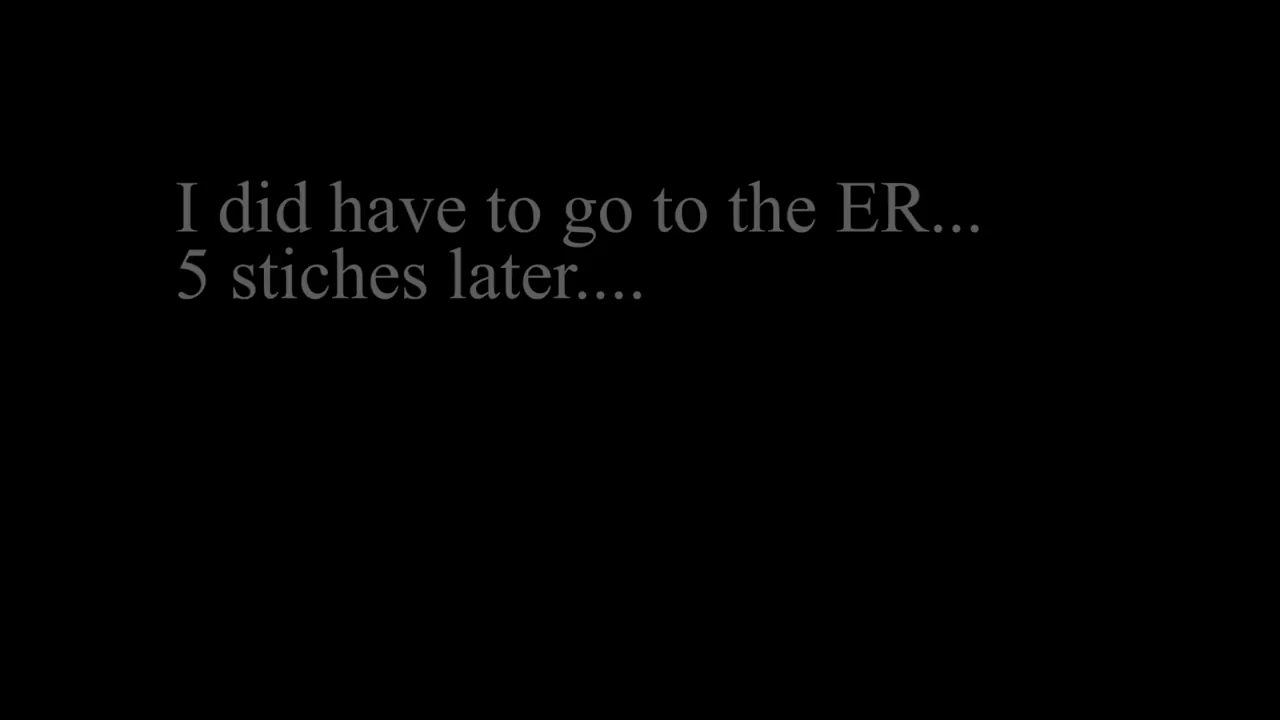 I did have to go to the ER...
5 stiches later....